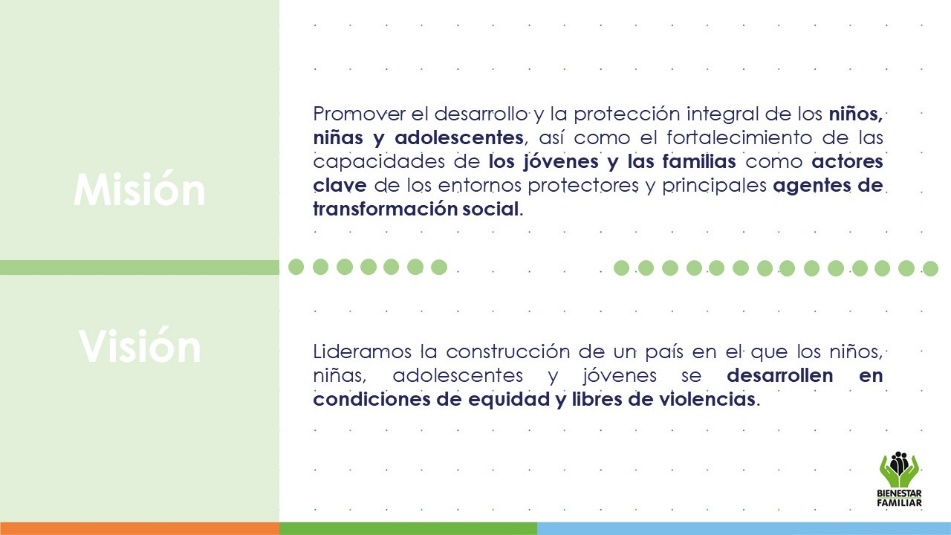 Misión
Promover el desarrollo y la protección integral de los niños,
niñas y adolescentes, así como el fortalecimiento de las
capacidades de los jóvenes y las familias como actores
clave de los entornos protectores y principales agentes de
transformación social.
Visión
Lideramos la construcción de un país en el que los niños,
niñas, adolescentes y jóvenes se desarrollen en
condiciones de equidad y libres de violencias.
BIENESTAR
FAMILIAR